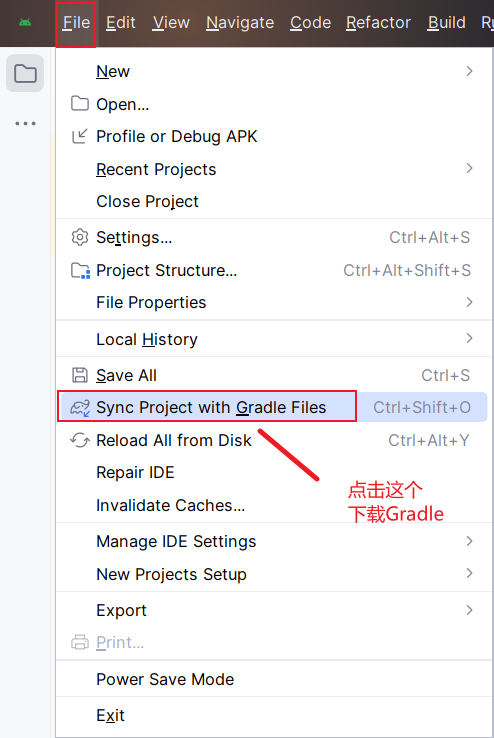 File Edit View Navigate Code Refactor Build
New
Open...
Profile or Debug APK
Recent Projects
Close Project
Settings... Ctrl+Alt+S
Project Structure... Ctrl+Alt+Shift+S
File Properties
Local History
Save All Ctrl+S
Sync Project with Gradle Files Ctrl+Shift+O
Reload All from Disk Ctrl+Alt+Y
Repair IDE
Invalidate Caches...
点击这个
下载Gradle
Manage IDE Settings
New Projects Setup
Export
Print...
Power Save Mode
Exit